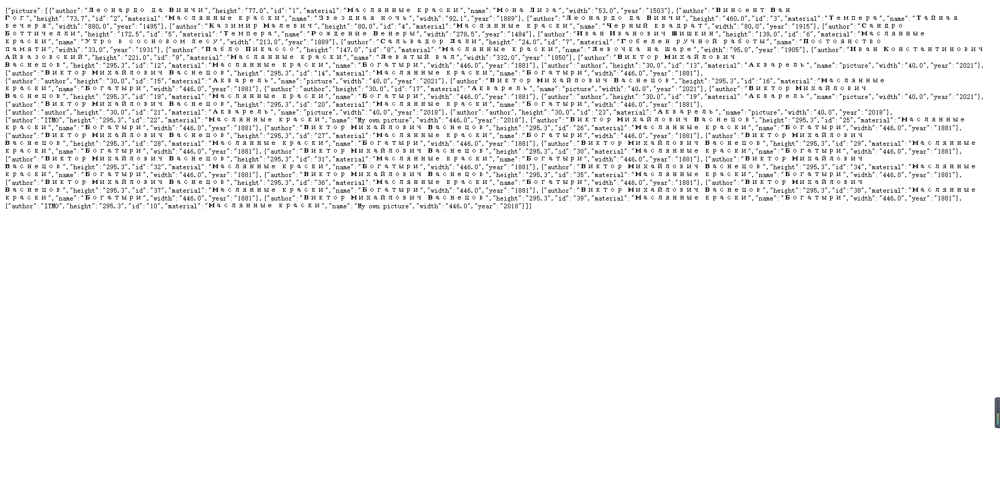 {"picture":[{"author":"Леонардо да Винчи","height":"77.0","id":"1","material":"Маслянные краски","name":"Мона Лиза","width":"53.0","year":"1503"},{"author":"Винсент Ван
Гог","height":"73.7","id":"2","material":"Маслянные краски","name":"Звездная ночь","width":"92.1","year":"1889"},{"author":"Леонардо да Винчи","height":"460.0","id":"3","material":"Темпера","name":"Тайная
вечеря","width":"880.0","year":"1495"},{"author":"Казимир Малевич","height":"80.0","id":"4","material":"Маслянные краски","name":"Черный квадрат","width":"80.0","year":"1915"},{"author":"Сандро
Боттичелли","height":"172.5","id":"5","material":"Темпера","name":"Рождение Венеры","width":"278.5","year":"1484"},{"author":"Иван Иванович Шишкин","height":"139.0","id":"6","material":"Маслянные
краски","name":"Утро в сосновом лесу","width":"213.0","year":"1889"},{"author":"Сальвадор Дали","height":"24.0","id":"7","material":"Гобелен ручной работы","name":"Постоянство
памяти","width":"33.0","year":"1931"},{"author":"Пабло Пикассо","height":"147.0","id":"8","material":"Маслянные краски","name":"Девочка на шаре","width":"95.0","year":"1905"},{"author":"Иван Константинович
Айвазовский","height":"221.0","id":"9","material":"Маслянные краски","name":"Девятый вал","width":"332.0","year":"1850"},{"author":"Виктор Михайлович
Васнецов","height":"295.3","id":"12","material":"Маслянные краски","name":"Богатыри","width":"446.0","year":"1881"},{"author":"author","height":"30.0","id":"13","material":"Акварель","name":"picture","width":"40.0","year":"2021"},
{"author":"Виктор Михайлович Васнецов","height":"295.3","id":"14","material":"Маслянные краски","name":"Богатыри","width":"446.0","year":"1881"},
{"author":"author","height":"30.0","id":"15","material":"Акварель","name":"picture","width":"40.0","year":"2021"},{"author":"Виктор Михайлович Васнецов","height":"295.3","id":"16","material":"Маслянные
краски","name":"Богатыри","width":"446.0","year":"1881"},{"author":"author","height":"30.0","id":"17","material":"Акварель","name":"picture","width":"40.0","year":"2021"},{"author":"Виктор Михайлович
Васнецов","height":"295.3","id":"18","material":"Маслянные краски","name":"Богатыри","width":"446.0","year":"1881"},{"author":"author","height":"30.0","id":"19","material":"Акварель","name":"picture","width":"40.0","year":"2021"},
{"author":"Виктор Михайлович Васнецов","height":"295.3","id":"20","material":"Маслянные краски","name":"Богатыри","width":"446.0","year":"1881"},
{"author":"author","height":"30.0","id":"21","material":"Акварель","name":"picture","width":"40.0","year":"2018"},{"author":"author","height":"30.0","id":"23","material":"Акварель","name":"picture","width":"40.0","year":"2018"},
{"author":"ITMO","height":"295.3","id":"22","material":"Маслянные краски","name":"My own picture","width":"446.0","year":"2018"},{"author":"Виктор Михайлович Васнецов","height":"295.3","id":"25","material":"Маслянные
краски","name":"Богатыри","width":"446.0","year":"1881"},{"author":"Виктор Михайлович Васнецов","height":"295.3","id":"26","material":"Маслянные краски","name":"Богатыри","width":"446.0","year":"1881"},
{"author":"Виктор Михайлович Васнецов","height":"295.3","id":"27","material":"Маслянные краски","name":"Богатыри","width":"446.0","year":"1881"},{"author":"Виктор Михайлович
Васнецов","height":"295.3","id":"28","material":"Маслянные краски","name":"Богатыри","width":"446.0","year":"1881"},{"author":"Виктор Михайлович Васнецов","height":"295.3","id":"29","material":"Маслянные
краски","name":"Богатыри","width":"446.0","year":"1881"},{"author":"Виктор Михайлович Васнецов","height":"295.3","id":"30","material":"Маслянные краски","name":"Богатыри","width":"446.0","year":"1881"},
{"author":"Виктор Михайлович Васнецов","height":"295.3","id":"31","material":"Маслянные краски","name":"Богатыри","width":"446.0","year":"1881"},{"author":"Виктор Михайлович
Васнецов","height":"295.3","id":"32","material":"Маслянные краски","name":"Богатыри","width":"446.0","year":"1881"},{"author":"Виктор Михайлович Васнецов","height":"295.3","id":"34","material":"Маслянные
краски","name":"Богатыри","width":"446.0","year":"1881"},{"author":"Виктор Михайлович Васнецов","height":"295.3","id":"35","material":"Маслянные краски","name":"Богатыри","width":"446.0","year":"1881"},
{"author":"Виктор Михайлович Васнецов","height":"295.3","id":"36","material":"Маслянные краски","name":"Богатыри","width":"446.0","year":"1881"},{"author":"Виктор Михайлович
Васнецов","height":"295.3","id":"37","material":"Маслянные краски","name":"Богатыри","width":"446.0","year":"1881"},{"author":"Виктор Михайлович Васнецов","height":"295.3","id":"38","material":"Маслянные
краски","name":"Богатыри","width":"446.0","year":"1881"},{"author":"Виктор Михайлович Васнецов","height":"295.3","id":"39","material":"Маслянные краски","name":"Богатыри","width":"446.0","year":"1881"},
{"author":"ITMO","height":"295.3","id":"10","material":"Маслянные краски","name":"My own picture","width":"446.0","year":"2018"}]}